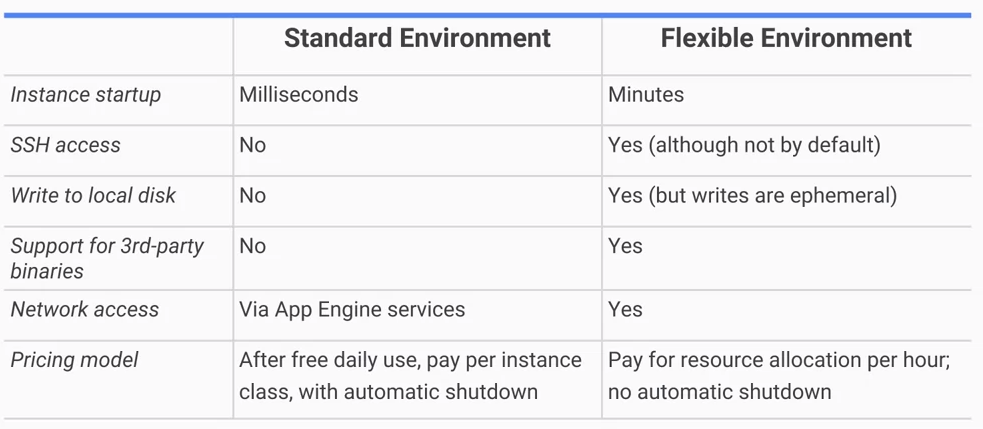 Standard Environment Flexible Environment
Instance startup Milliseconds Minutes
SSH access No Yes (although not by default)
Write to local disk No Yes (but writes are ephemeral)
Support for 3rd-party No Yes
binaries
Network access Via App Engine services Yes
Pricing model After free daily use, pay per instance Pay for resource allocation per hour;
class, with automatic shutdown no automatic shutdown